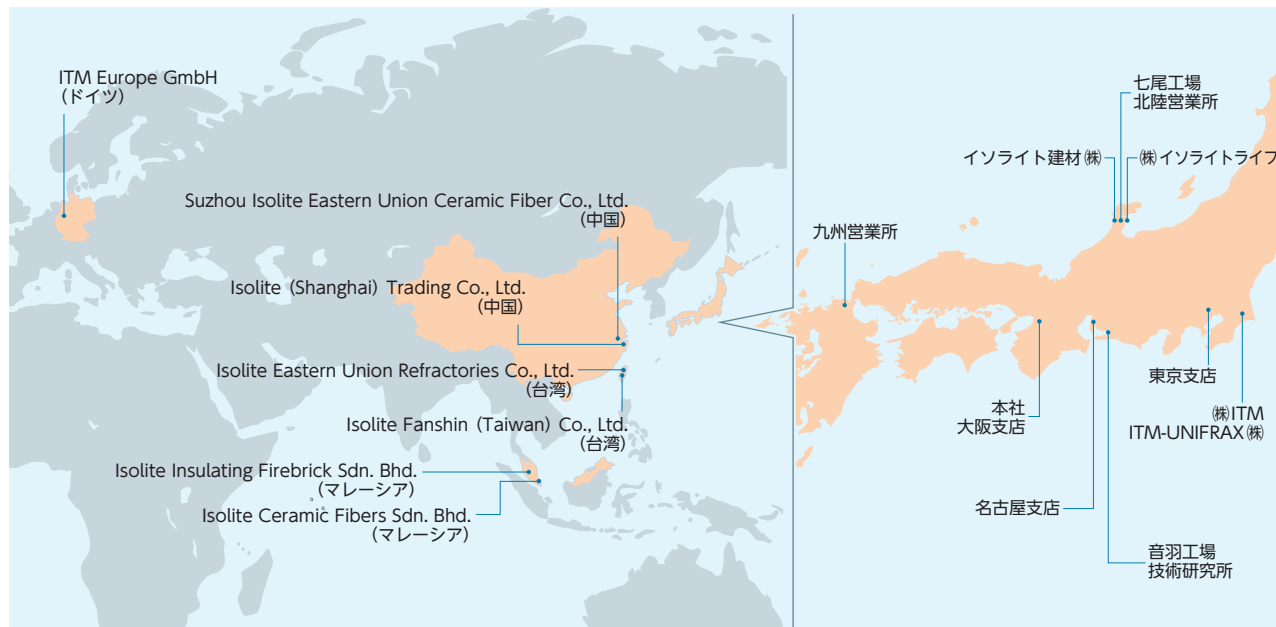 ITM Europe GmbH
(ドイツ)
Suzhou Isolite Eastern Union Ceramic Fiber Co., Ltd.
(中国)
Isolite (Shanghai) Trading Co., Ltd.
(中国)
Isolite Eastern Union Refractories Co., Ltd.
(台湾)
Isolite Fanshin (Taiwan) Co., Ltd.
(台湾)
Isolite Insulating Firebrick Sdn. Bhd.
(マレーシア)
Isolite Ceramic Fibers Sdn. Bhd.
(マレーシア)
七尾工場
北陸営業所
イソライト建材㈱
㈱イソライトライフ
九州営業所
東京支店
㈱ITM
ITM-UNIFRAX㈱
本社
大阪支店
名古屋支店
音羽工場
技術研究所